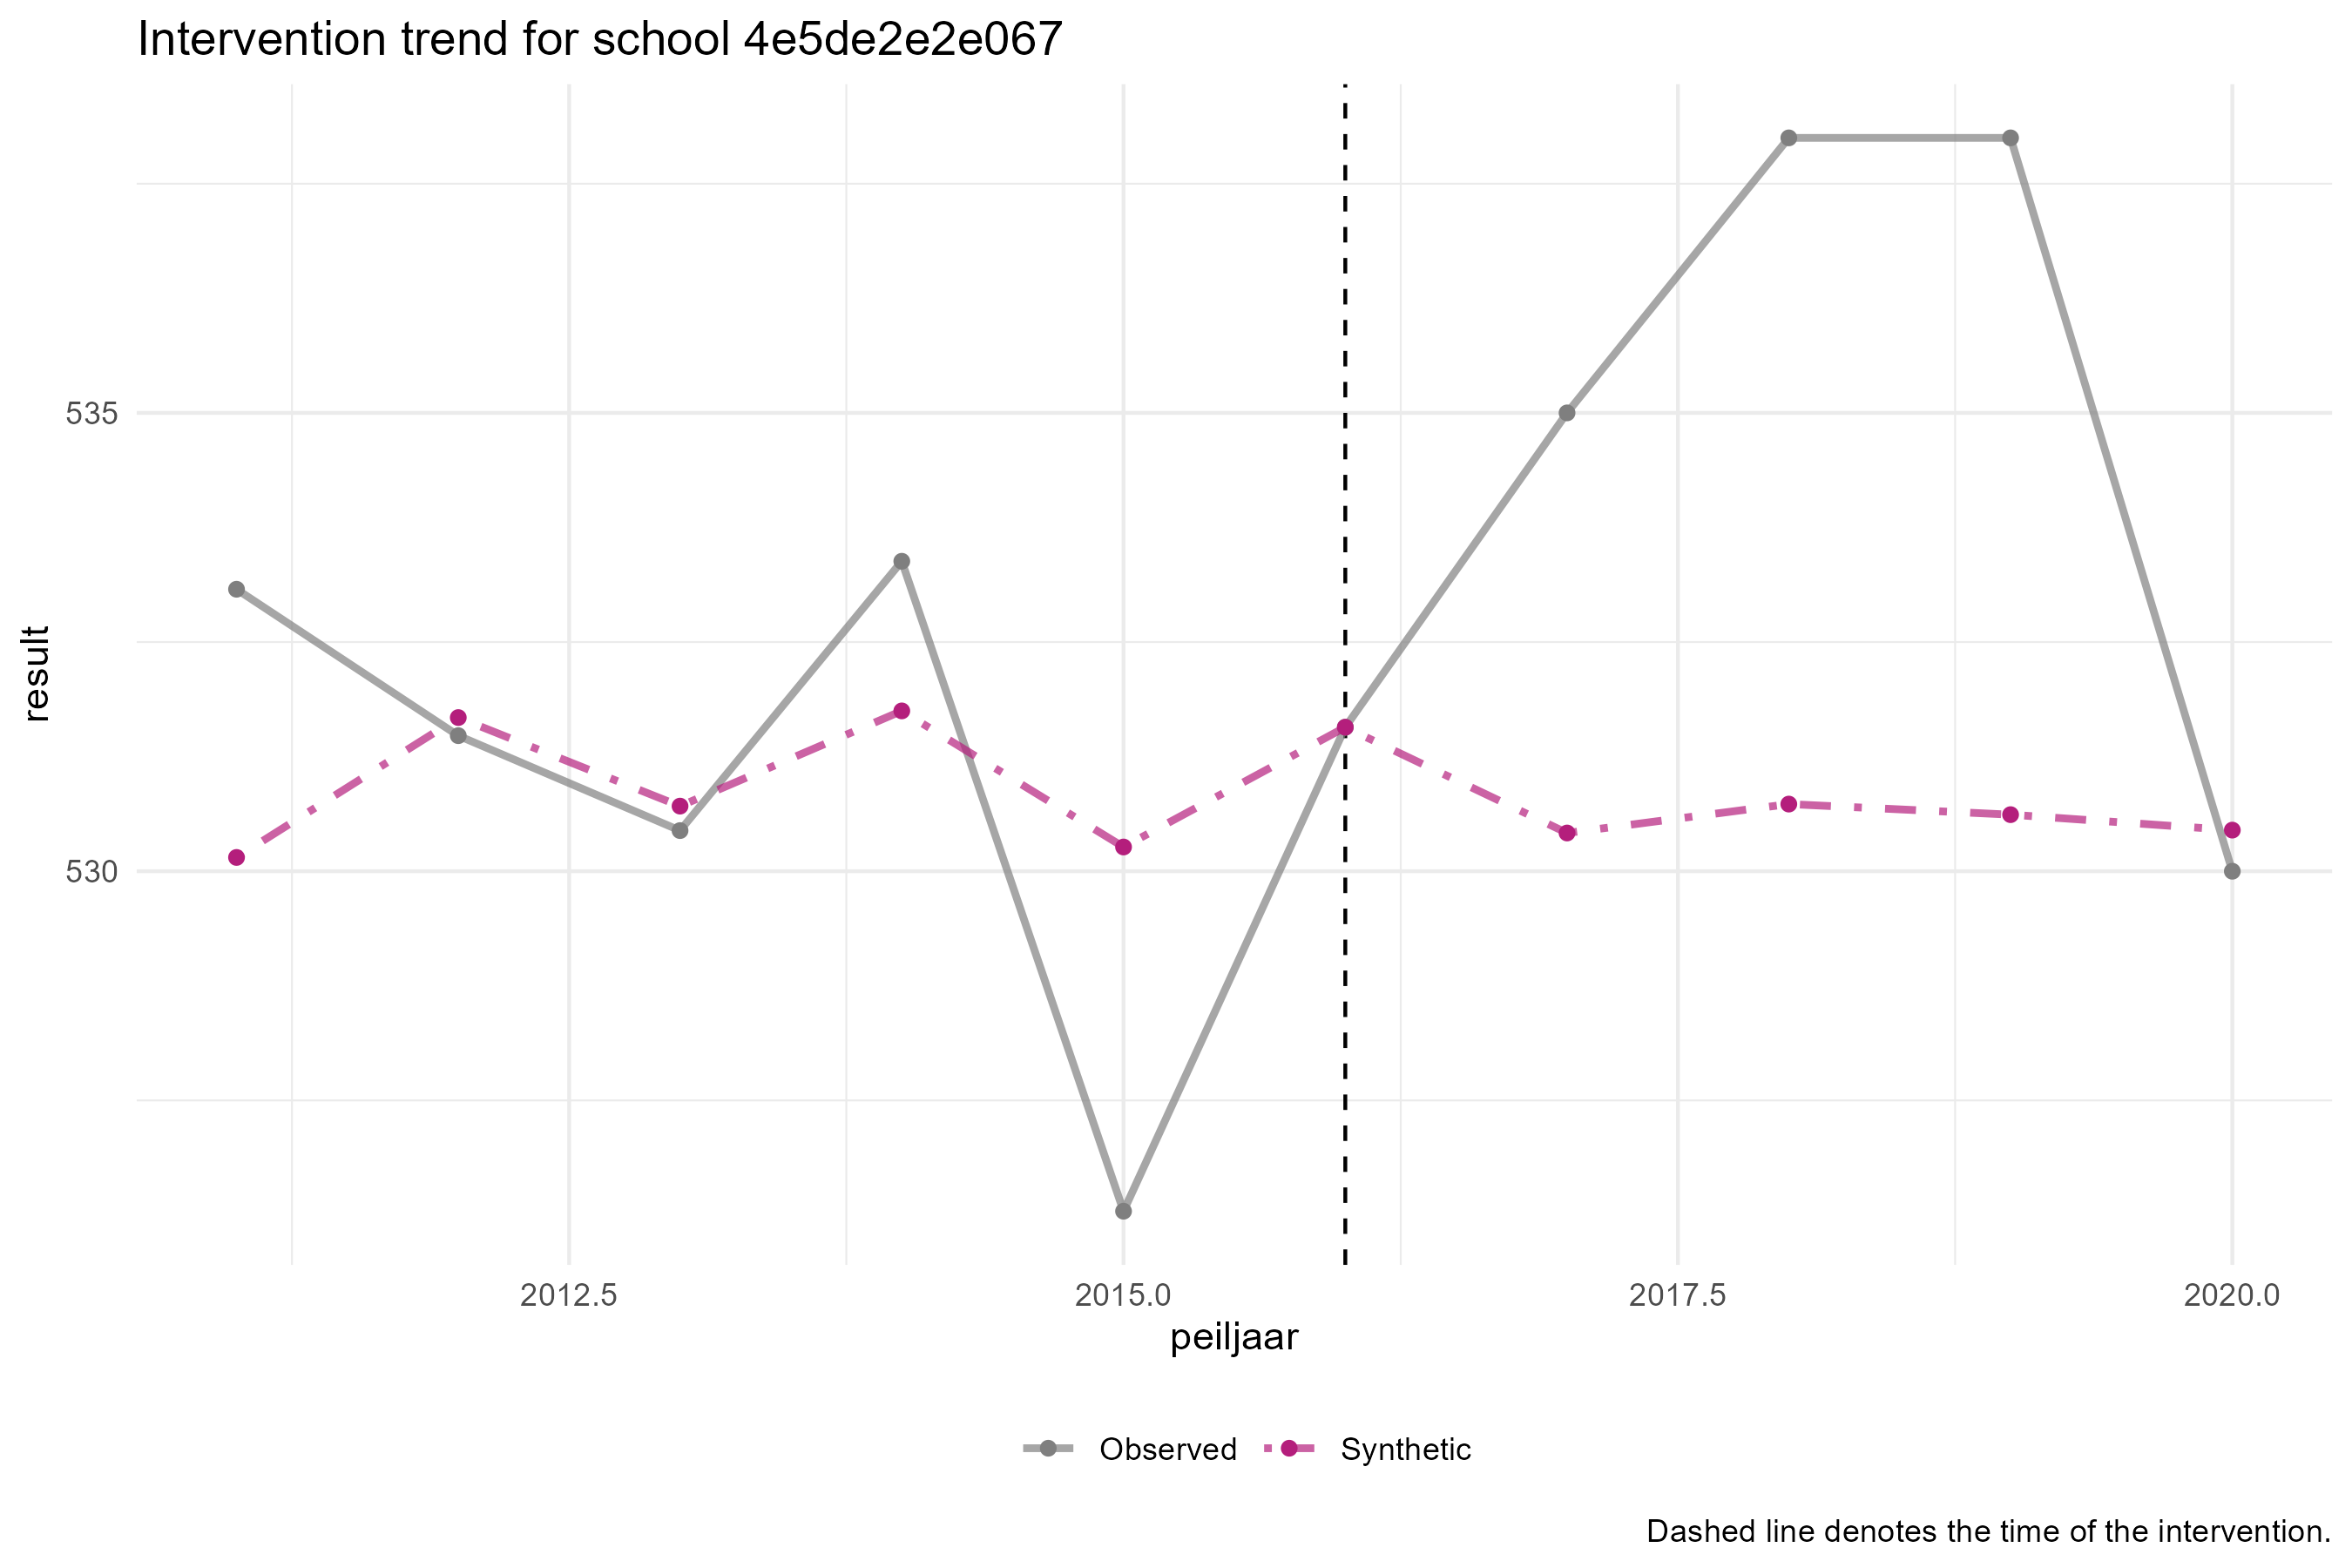 Intervention trend for school 4e5de2e2e067
result
535
530
2012.5
2015.0
2017.5
2020.0
peiljaar
Observed
Synthetic
Dashed line denotes the time of the intervention.